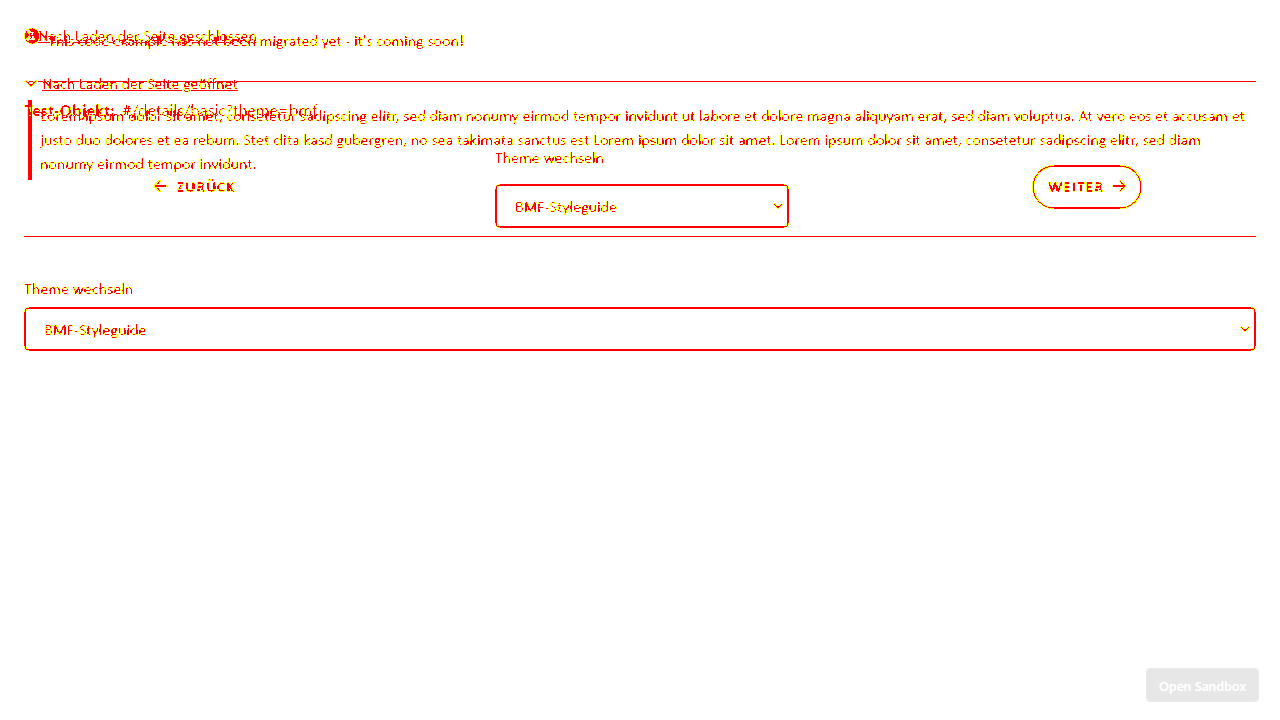 Nach Laden der Seite geschlossen
This code example has not been migrated yet - it's coming soon!
Nach Laden der Seite geöffnet
Test-Objekt: #/details/basic?theme=bmf
Lorem ipsum dolor sit amet, consetetur sadipscing elitr, sed diam nonumy eirmod tempor invidunt ut labore et dolore magna aliquyam erat, sed diam voluptua. At vero eos et accusam et
justo duo dolores et ea rebum. Stet clita kasd gubergren, no sea takimata sanctus est Lorem ipsum dolor sit amet. Lorem ipsum dolor sit amet, consetetur sadipscing elitr, sed diam
nonumy eirmod tempor invidunt.
Theme wechseln
ZURÜCK
BMF-Styleguide
WEITER
Theme wechseln
BMF-Styleguide
Open Sandbox